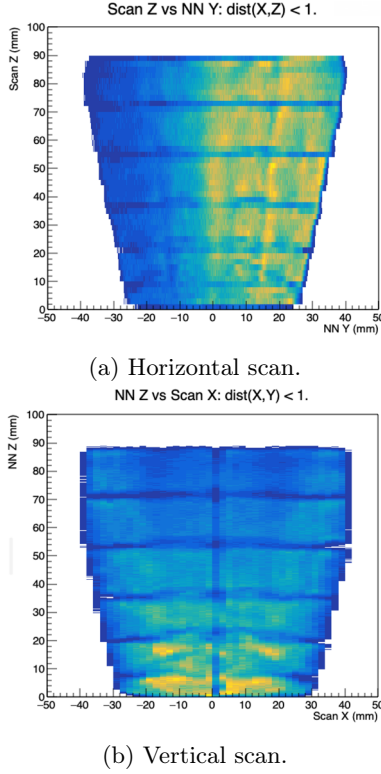 Scan Z vs NN Y: dist(X,Z) < 1.
Scan Z (mm)
100
90
80
70
60
50
40
30
20
10
0
−50 −40 −30 −20 −10 0 10 20 30 40 50
NN Y (mm)
(a) Horizontal scan.
NN Z vs Scan X: dist(X,Y) < 1.
NN Z (mm)
100
90
80
70
60
50
40
30
20
10
0
−50 −40 −30 −20 −10 0 10 20 30 40 50
Scan X (mm)
(b) Vertical scan.